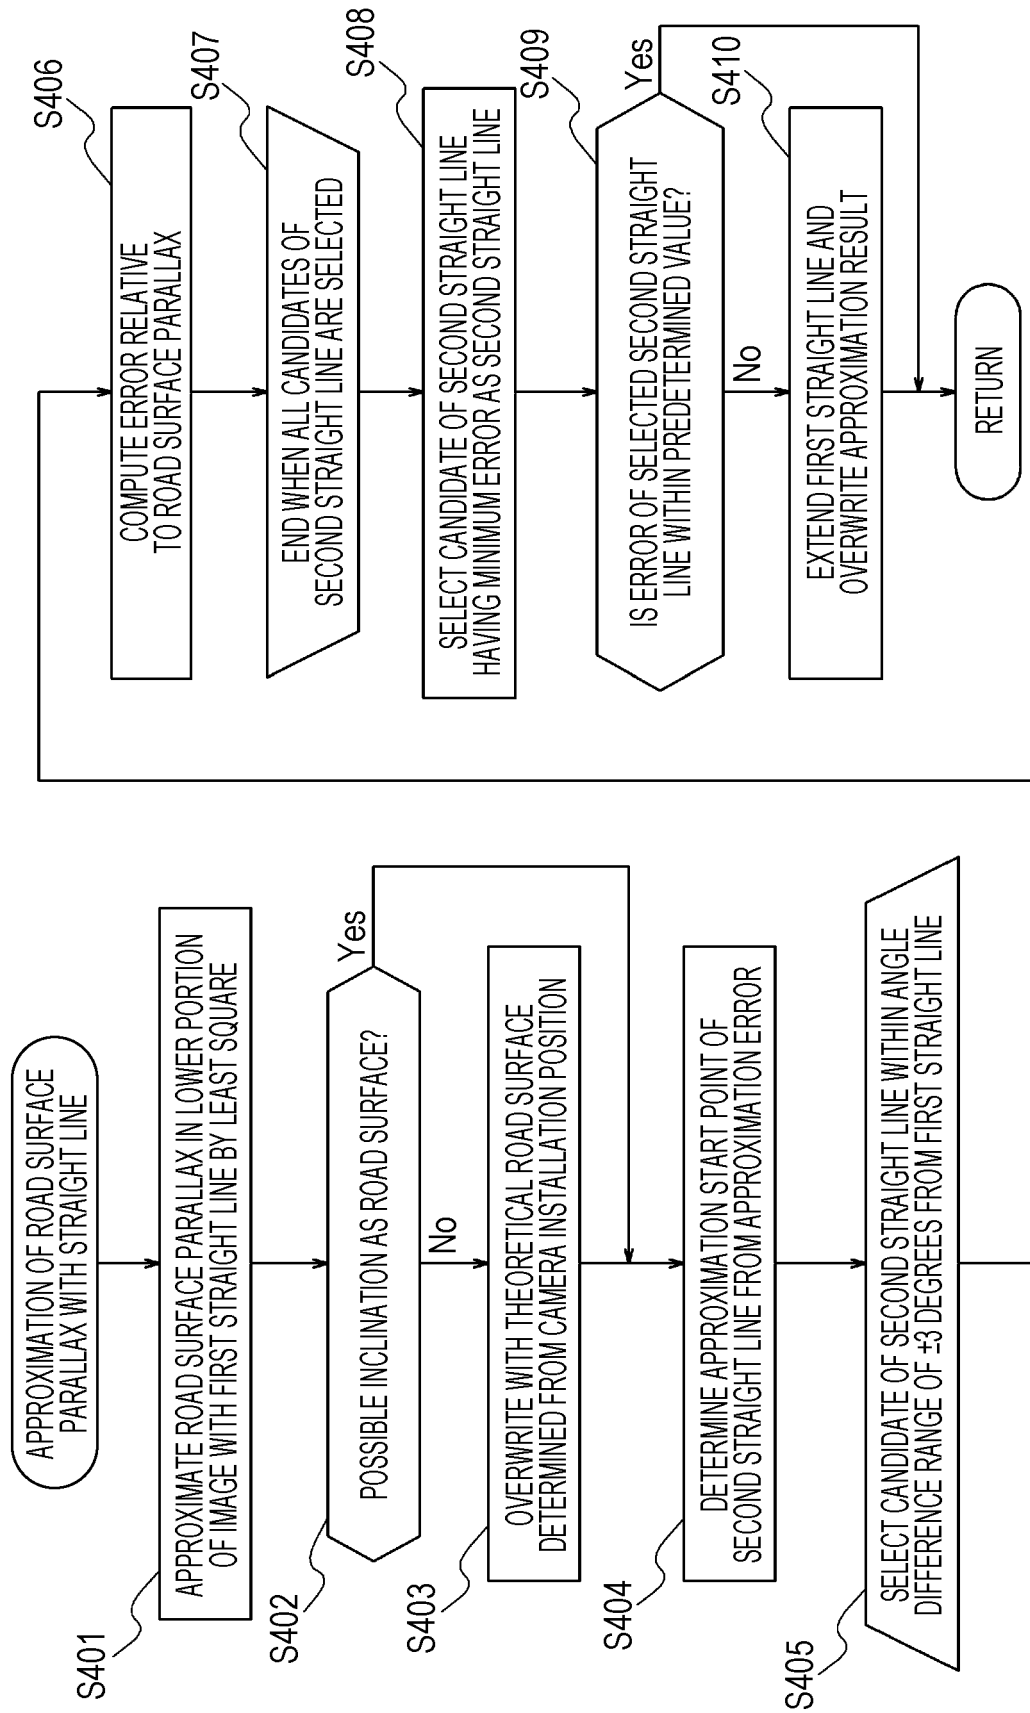 APPROXIMATION OF ROAD SURFACE
PARALLAX WITH STRAIGHT LINE
S401
APPROXIMATE ROAD SURFACE PARALLAX IN LOWER PORTION
OF IMAGE WITH FIRST STRAIGHT LINE BY LEAST SQUARE
S402
POSSIBLE INCLINATION AS ROAD SURFACE?
Yes
No
S403
OVERWRITE WITH THEORETICAL ROAD SURFACE
DETERMINED FROM CAMERA INSTALLATION POSITION
S404
DETERMINE APPROXIMATION START POINT OF
SECOND STRAIGHT LINE FROM APPROXIMATION ERROR
S405
SELECT CANDIDATE OF SECOND STRAIGHT LINE WITHIN ANGLE
DIFFERENCE RANGE OF ±3 DEGREES FROM FIRST STRAIGHT LINE
S406
COMPUTE ERROR RELATIVE
TO ROAD SURFACE PARALLAX
S407
END WHEN ALL CANDIDATES OF
SECOND STRAIGHT LINE ARE SELECTED
S408
SELECT CANDIDATE OF SECOND STRAIGHT LINE
HAVING MINIMUM ERROR AS SECOND STRAIGHT LINE
S409
IS ERROR OF SELECTED SECOND STRAIGHT
LINE WITHIN PREDETERMINED VALUE?
Yes
No
S410
EXTEND FIRST STRAIGHT LINE AND
OVERWRITE APPROXIMATION RESULT
RETURN